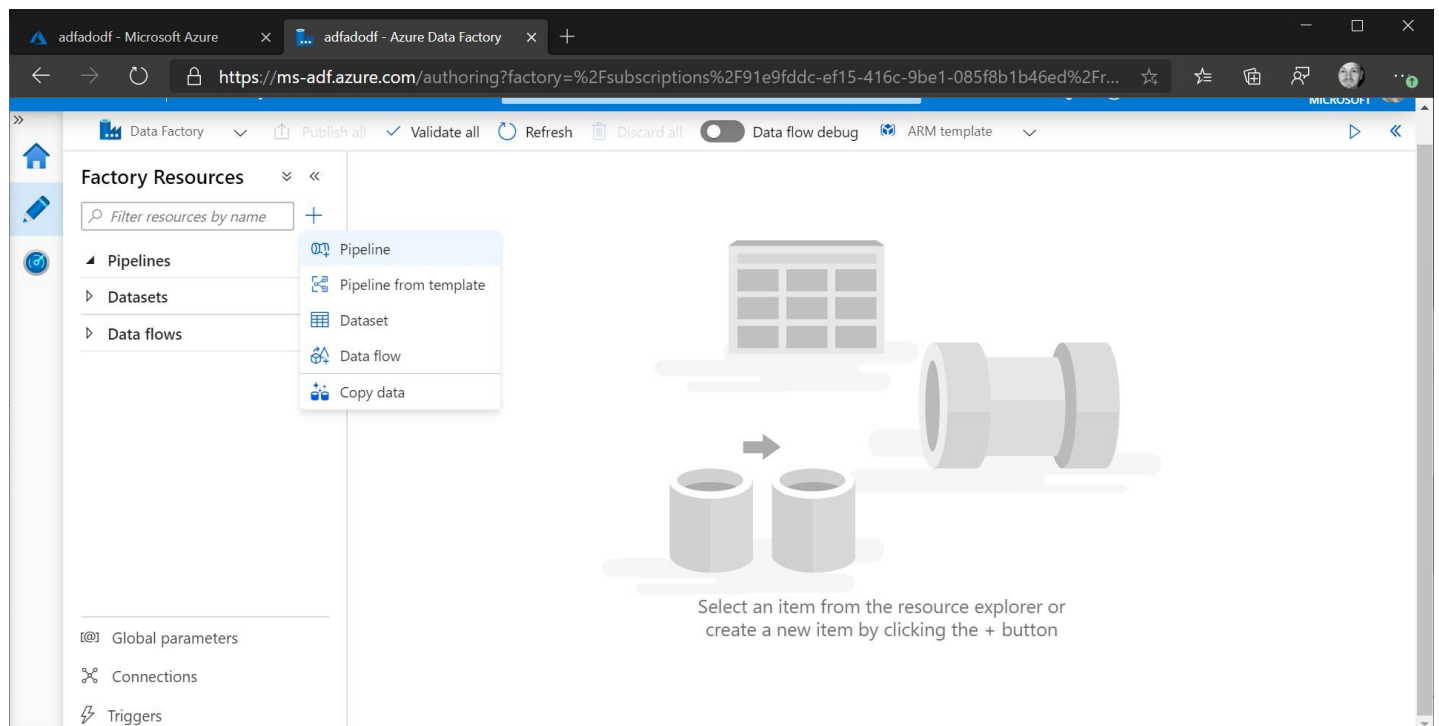 adfadodf - Microsoft Azure
adfadodf - Azure Data Factory
https://ms-adf.azure.com/authoring?factory=%2Fsubscriptions%2F91e9fddc-ef15-416c-9be1-085f8b1b46ed%2Fr...
MICROSOFT
Data Factory Publish all Validate all Refresh Discard all Data flow debug ARM template
Factory Resources
Filter resources by name
Pipelines
Datasets
Data flows
Pipeline
Pipeline from template
Dataset
Data flow
Copy data
Select an item from the resource explorer or
create a new item by clicking the + button
Global parameters
Connections
Triggers